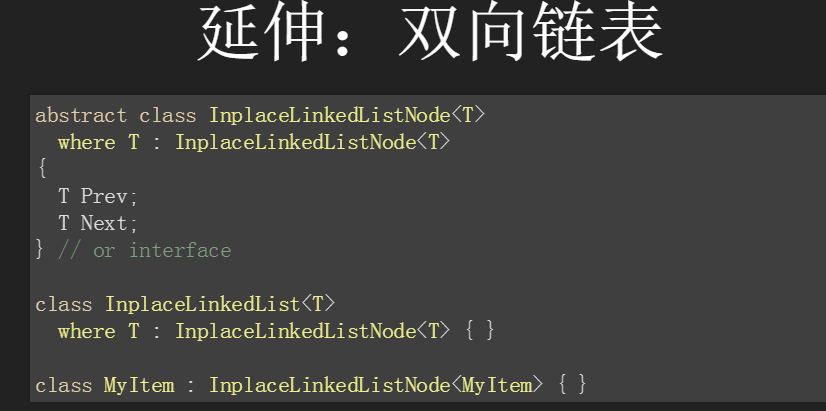 延伸：双向链表
abstract class InplaceLinkedListNode<T>
  where T : InplaceLinkedListNode<T>
{
  T Prev;
  T Next;
} // or interface
class InplaceLinkedList<T>
  where T : InplaceLinkedListNode<T> { }
class MyItem : InplaceLinkedListNode<MyItem> { }